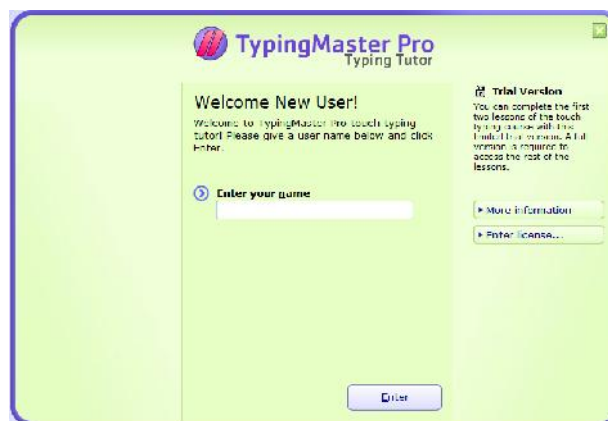 TypingMaster Pro
Typing Tutor
Welcome New User!
Welcome to TypingMaster Pro touch typing
tutor! Please give a user name below and click
Enter.
Enter your name
Enter
Trial Version
You can complete the first
two lessons of the touch
typing course with this
limited trial version. A full
version is required to
access the rest of the
lessons.
More information
Enter license...